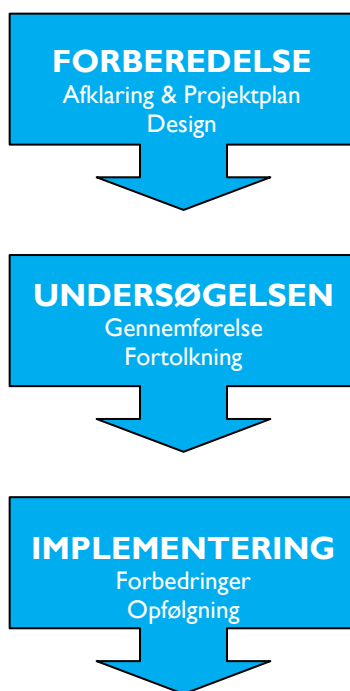 FORBEREDELSE
Afklaring & Projektplan
Design
UNDERSØGELSEN
Gennemførelse
Fortolkning
IMPLEMENTERING
Forbedringer
Opfølgning